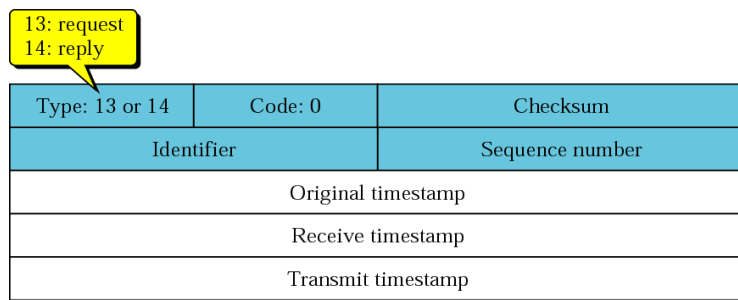 13: request
14: reply
Type: 13 or 14 Code: 0 Checksum
Identifier Sequence number
Original timestamp
Receive timestamp
Transmit timestamp